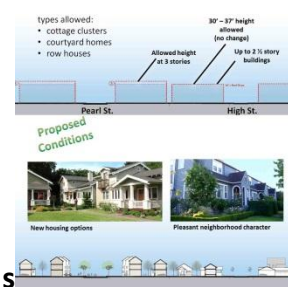 types allowed:
• cottage clusters
• courtyard homes
• row houses
Allowed height
at 3 stories
30' – 37' height
allowed
(no change)
Up to 2 ½ story
buildings
Pearl St.
High St.
Proposed
Conditions
New housing options
Pleasant neighborhood character
s